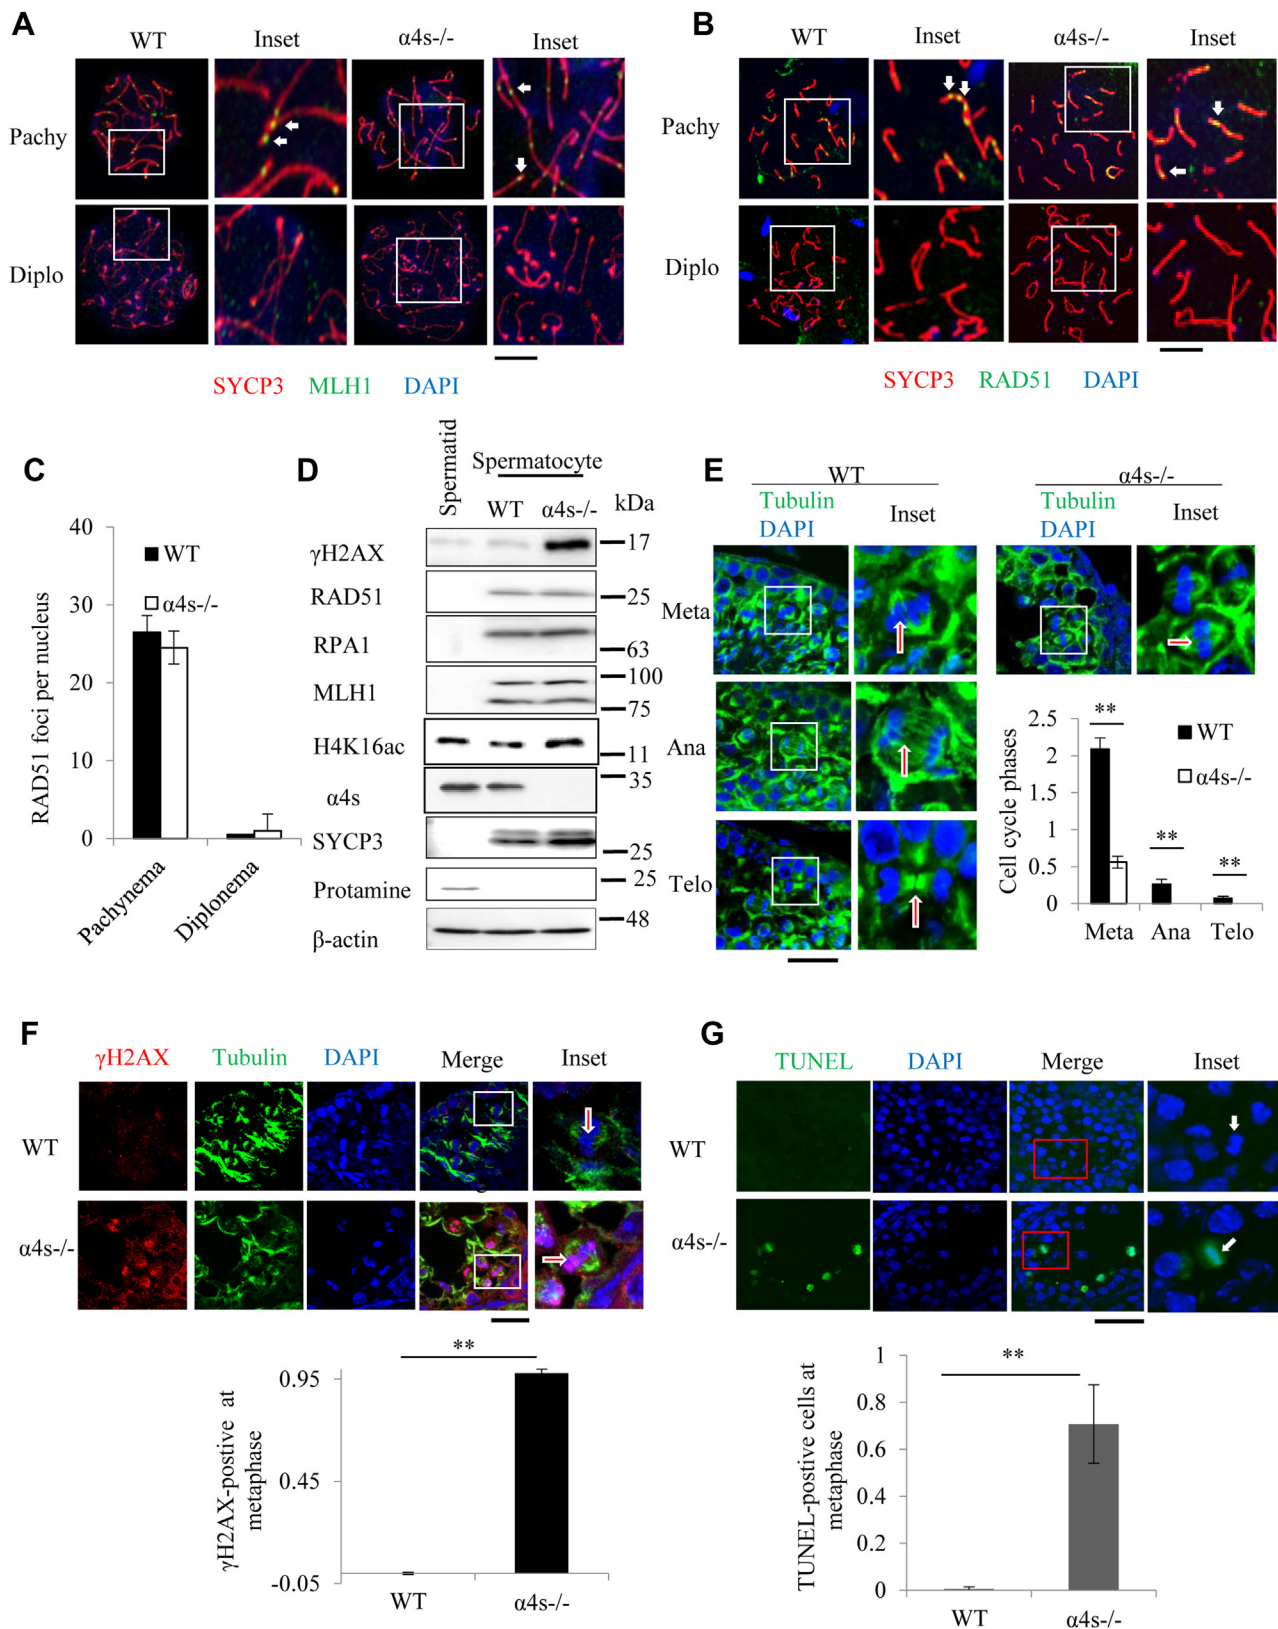 A
WT
Inset
α4s-/-
Inset
Pachy
Diplo
SYCP3 MLH1 DAPI
B
WT
Inset
α4s-/-
Inset
Pachy
Diplo
SYCP3 RAD51 DAPI
C
RAD51 foci per nucleus
40
30
20
10
0
WT
α4s-/-
Pachynema
Diplonema
D
Spermatid
Spermatocyte
WT
α4s-/-
kDa
γH2AX
17
RAD51
25
RPA1
63
MLH1
100
75
H4K16ac
11
α4s
35
SYCP3
25
Protamine
25
β-actin
48
E
WT
Tubulin
DAPI
Inset
α4s-/-
Tubulin
DAPI
Inset
Meta
Ana
Telo
Cell cycle phases
2.5
2
1.5
1
0.5
0
**
**
**
WT
α4s-/-
Meta Ana Telo
F
γH2AX Tubulin DAPI Merge Inset
WT
α4s-/-
γH2AX-postive at
metaphase
0.95
0.45
-0.05
**
WT
α4s-/-
G
TUNEL DAPI Merge Inset
WT
α4s-/-
TUNEL-postive cells at
metaphase
1
0.8
0.6
0.4
0.2
0
**
WT
α4s-/-